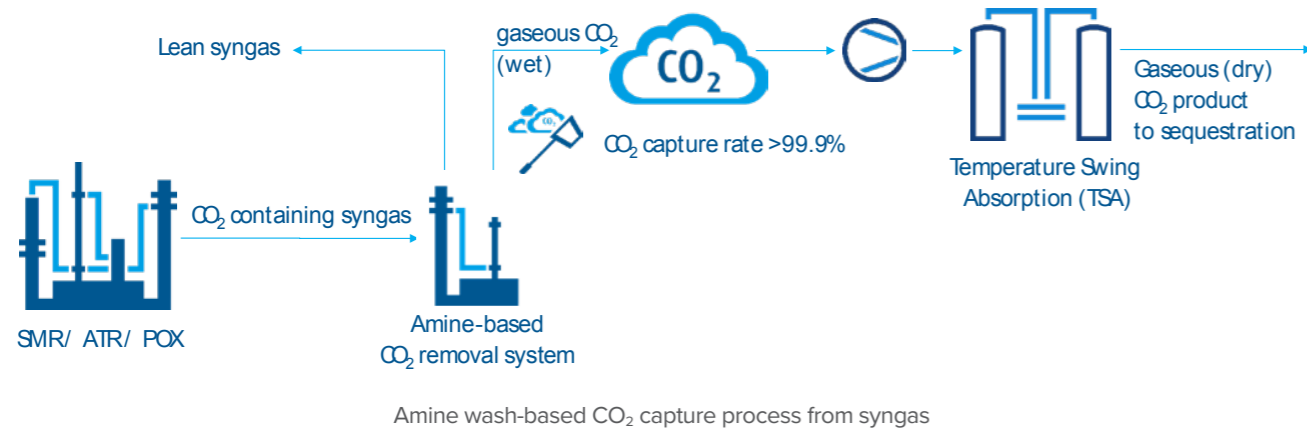 Lean syngas
gaseous CO₂
(wet)
CO₂
CO₂
CO₂ capture rate >99.9%
Gaseous (dry)
CO₂ product
to sequestration
Temperature Swing
Absorption (TSA)
CO₂ containing syngas
SMR/ ATR/ POX
Amine-based
CO₂ removal system
Amine wash-based CO₂ capture process from syngas